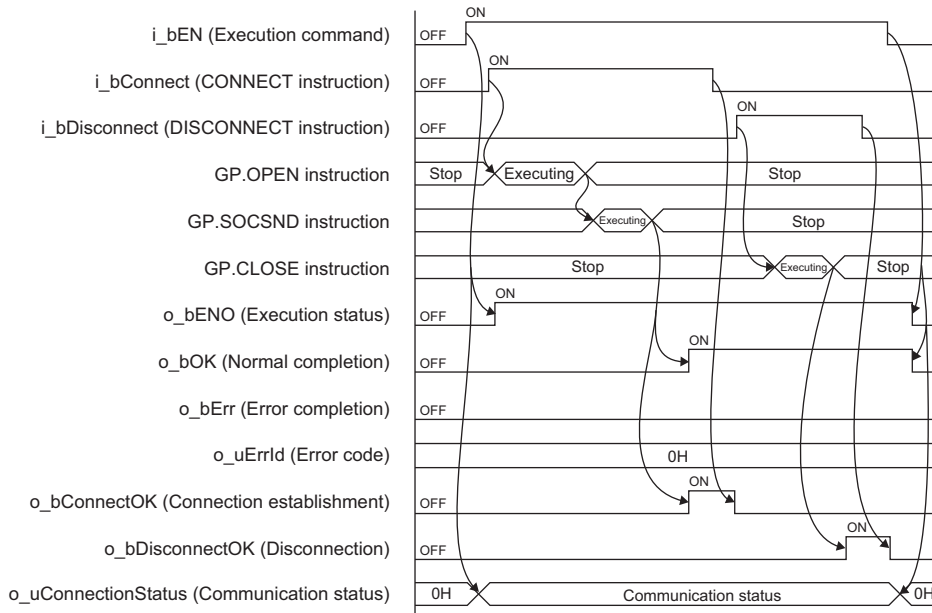 ON
i_bEN (Execution command) OFF
ON
i_bConnect (CONNECT instruction) OFF
ON
i_bDisconnect (DISCONNECT instruction) OFF
GP.OPEN instruction Stop Executing Stop
GP.SOCSND instruction Executing Stop
GP.CLOSE instruction Stop Executing Stop
ON
o_bENO (Execution status) OFF
ON
o_bOK (Normal completion) OFF
o_bErr (Error completion) OFF
o_uErrId (Error code) 0H
ON
o_bConnectOK (Connection establishment) OFF
ON
o_bDisconnectOK (Disconnection) OFF
o_uConnectionStatus (Communication status) 0H Communication status 0H